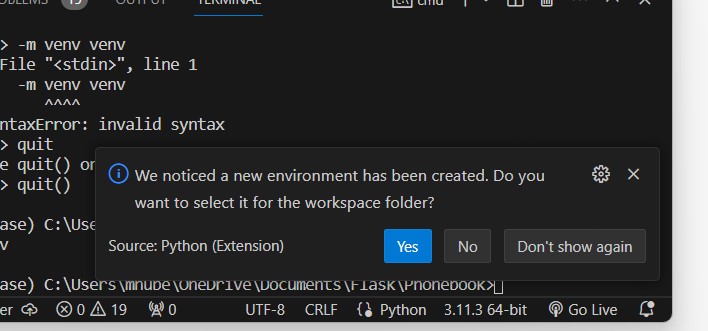 OUTPUT
TERMINAL
cmd
> -m venv venv
File "<stdin>", line 1
-m venv venv
^^^^
ntaxError: invalid syntax
> quit
e quit() or
> quit()
We noticed a new environment has been created. Do you
want to select it for the workspace folder?
ase) C:\Use
v
Source: Python (Extension)
Yes
No
Don't show again
ase) C:\Users\mnube\OneDrive\Documents\Flask\Phonebook>
er
0
19
0
UTF-8
CRLF
Python
3.11.3 64-bit
Go Live